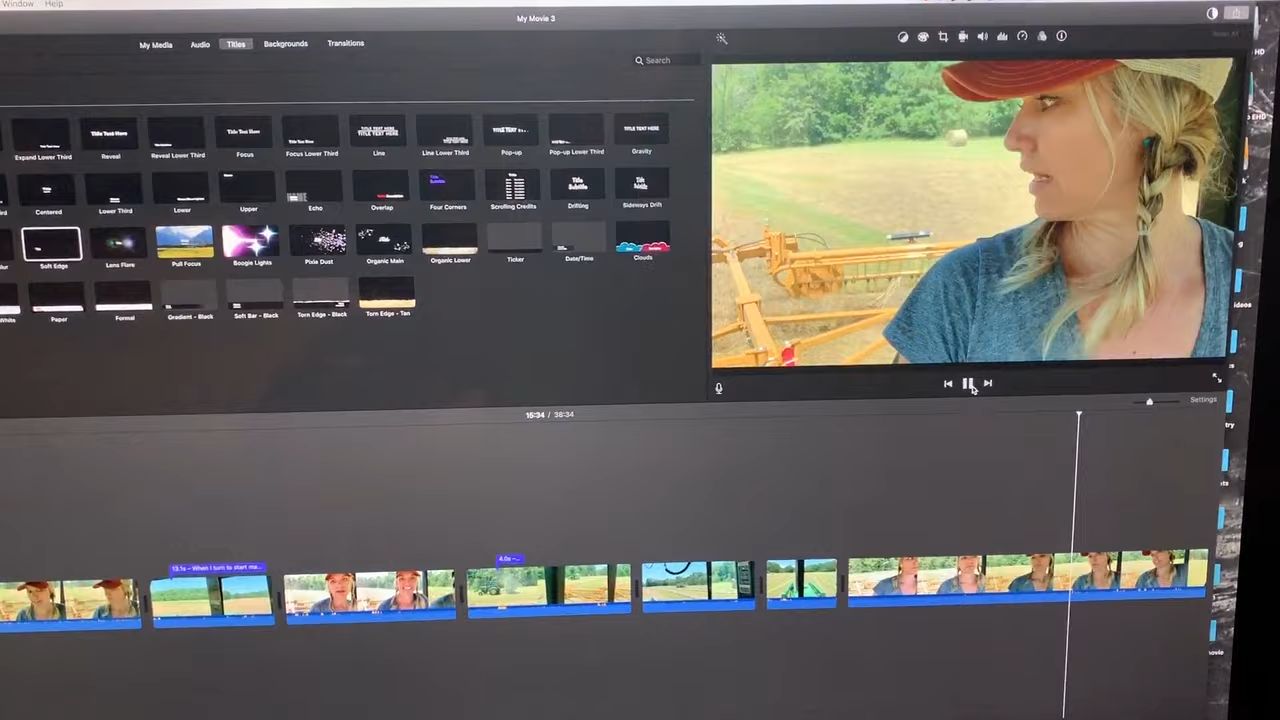 Window Help
My Movie 3
My Media Audio Titles Backgrounds Transitions
Search
Reset All
Expand Lower Third Reveal Reveal Lower Third Focus Focus Lower Third Line Line Lower Third Pop-up Pop-up Lower Third Gravity
Centered Lower Third Lower Upper Echo Overlap Four Corners Scrolling Credits Drifting Sideways Drift
Soft Edge Lens Flare Pull Focus Boogie Lights Pixie Dust Organic Main Organic Lower Ticker Date/Time Clouds
White Paper Formal Gradient - Black Soft Bar - Black Torn Edge - Black Torn Edge - Tan
15:34 / 38:34
Settings
13.1s – When I turn to start ma...
4.0s –...